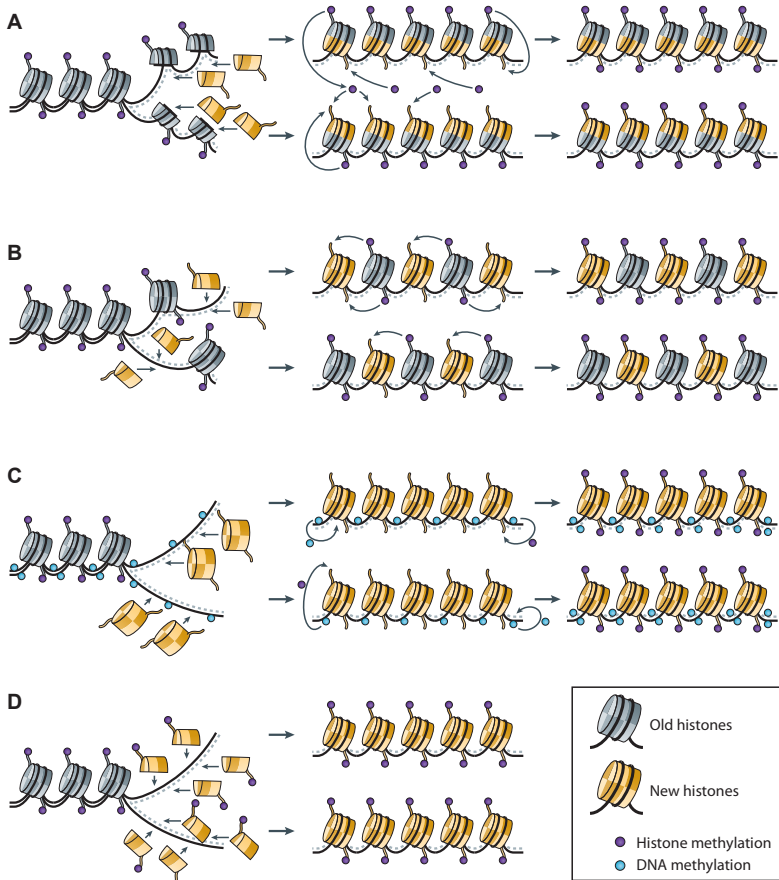 A
B
C
D
Old histones
New histones
Histone methylation
DNA methylation